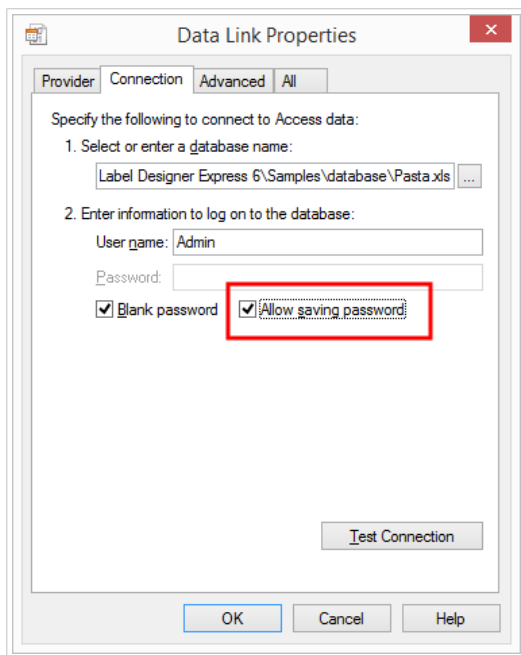 Data Link Properties
Provider Connection Advanced All
Specify the following to connect to Access data:
1. Select or enter a database name:
Label Designer Express 6\Samples\database\Pasta.xls ...
2. Enter information to log on to the database:
User name: Admin
Password:
Blank password Allow saving password
Test Connection
OK Cancel Help